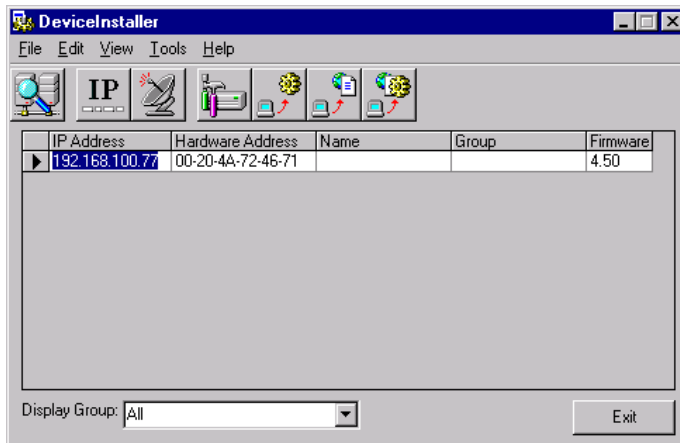 DeviceInstaller
File Edit View Tools Help
IP
IP Address Hardware Address Name Group Firmware
192.168.100.77 00-20-4A-72-46-71 4.50
Display Group: All Exit